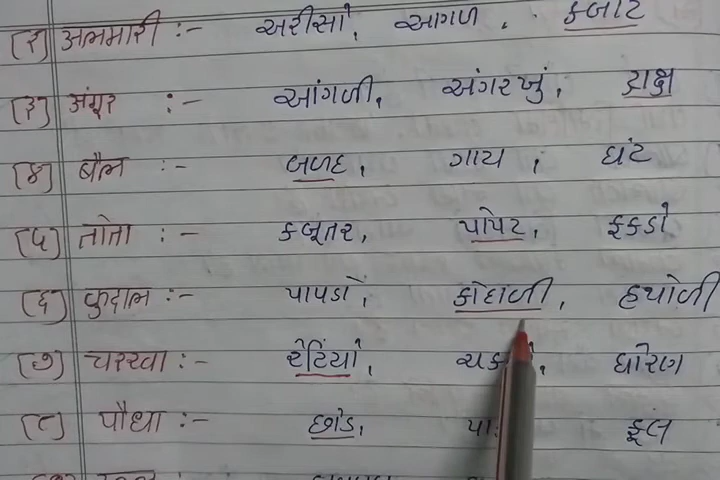 (२) अलमारी :- અરીસો, આગળ, કબાટ
(३) अंगूर :- આંગળી, અંગરખું, દ્રાક્ષ
(४) बैल :- બળદ, ગાય, ઘંટ
(५) तोता :- કબૂતર, પોપટ, કૂકડો
(६) कुदाल :- પાપડી, કોદાળી, હથોળી
(७) चरखा :- રેંટિયો, ધોરણ
(८) पौधा :- છોડ, ફૂલ